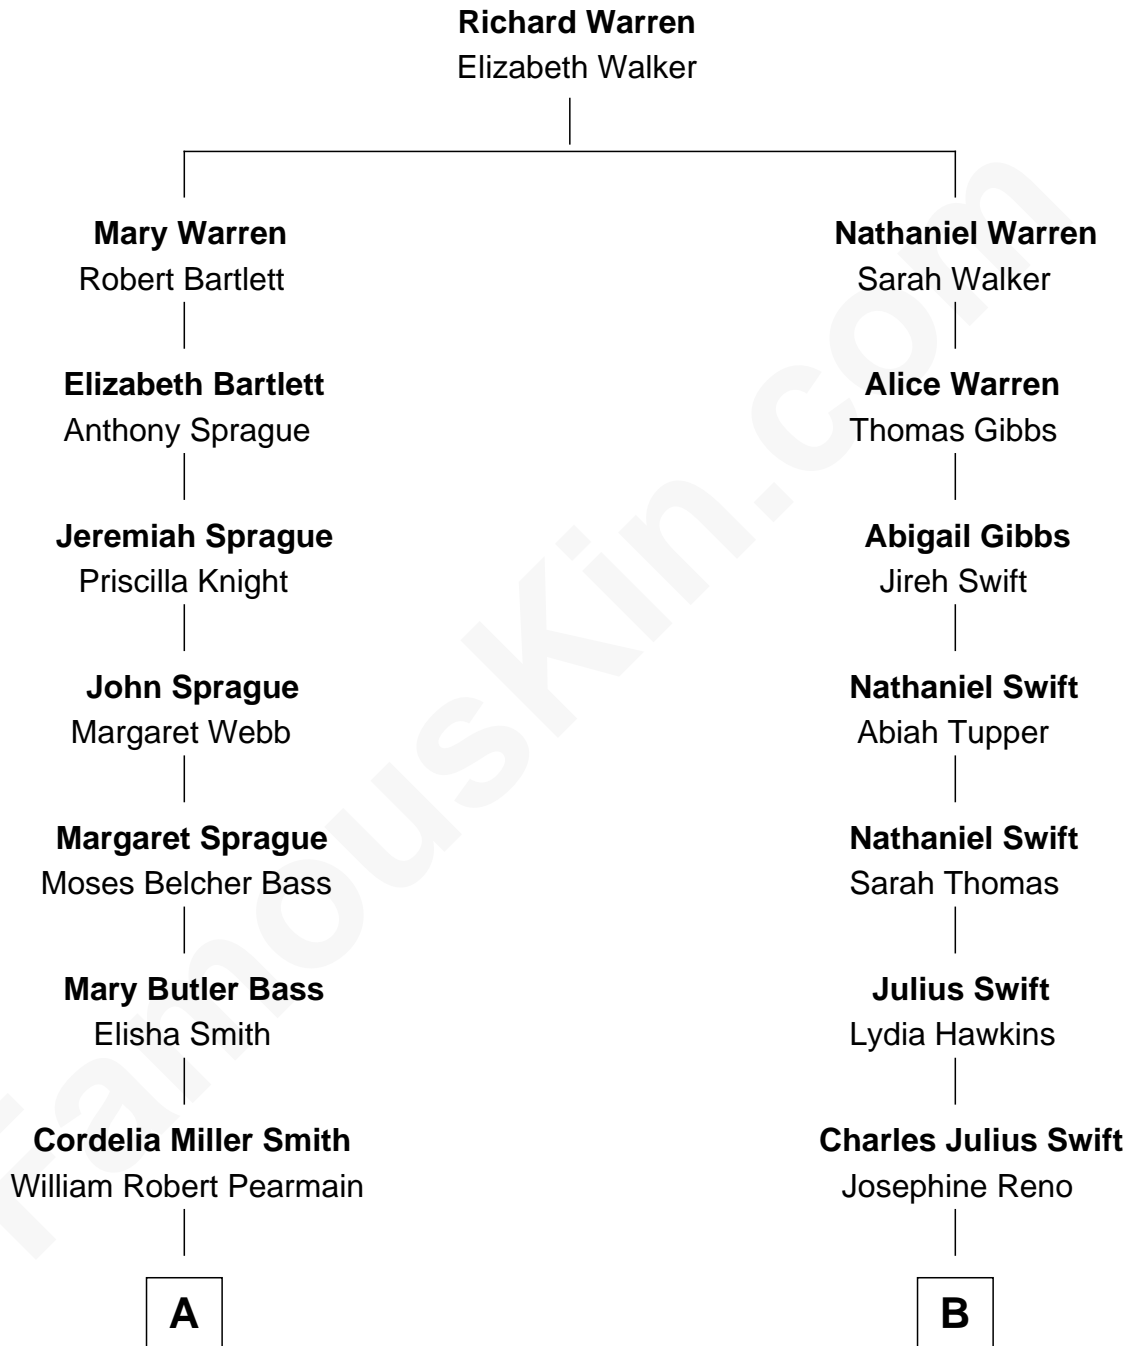 Richard Warren
Elizabeth Walker
Mary Warren
Robert Bartlett
Nathaniel Warren
Sarah Walker
Elizabeth Bartlett
Anthony Sprague
Alice Warren
Thomas Gibbs
Jeremiah Sprague
Priscilla Knight
Abigail Gibbs
Jireh Swift
John Sprague
Margaret Webb
Nathaniel Swift
Abiah Tupper
Margaret Sprague
Moses Belcher Bass
Nathaniel Swift
Sarah Thomas
Mary Butler Bass
Elisha Smith
Julius Swift
Lydia Hawkins
Cordelia Miller Smith
William Robert Pearmain
Charles Julius Swift
Josephine Reno
A
B
FamousKin.com